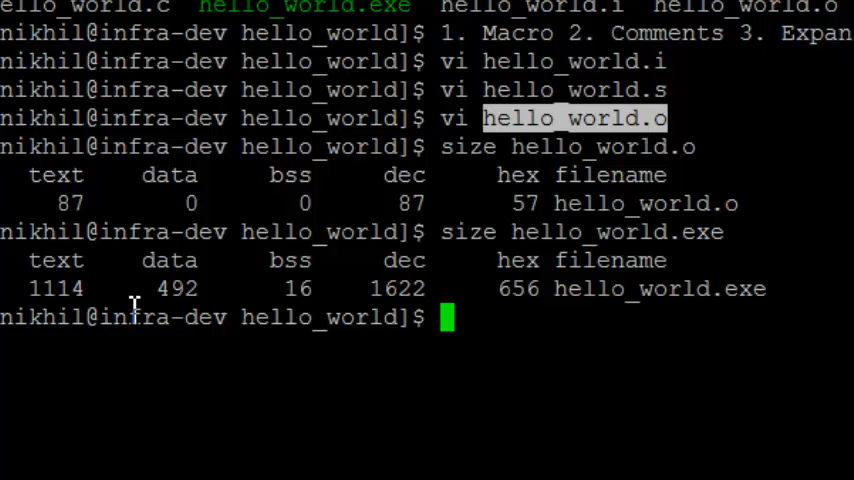 ello_world.c hello_world.exe hello_world.i hello_world.o
nikhil@infra-dev hello_world]$ 1. Macro 2. Comments 3. Expan
nikhil@infra-dev hello_world]$ vi hello_world.i
nikhil@infra-dev hello_world]$ vi hello_world.s
nikhil@infra-dev hello_world]$ vi hello_world.o
nikhil@infra-dev hello_world]$ size hello_world.o
text data bss dec hex filename
87 0 0 87 57 hello_world.o
nikhil@infra-dev hello_world]$ size hello_world.exe
text data bss dec hex filename
1114 492 16 1622 656 hello_world.exe
nikhil@infra-dev hello_world]$